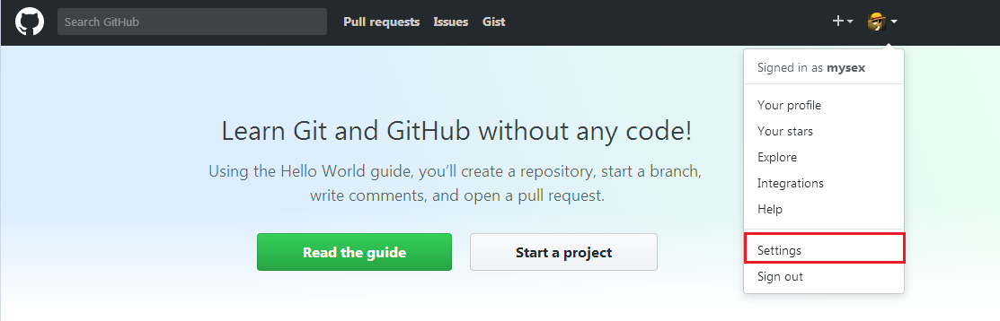 Search GitHub Pull requests Issues Gist
Signed in as mysex
Your profile
Your stars
Explore
Integrations
Help
Settings
Sign out
Learn Git and GitHub without any code!
Using the Hello World guide, you’ll create a repository, start a branch,
write comments, and open a pull request.
Read the guide Start a project